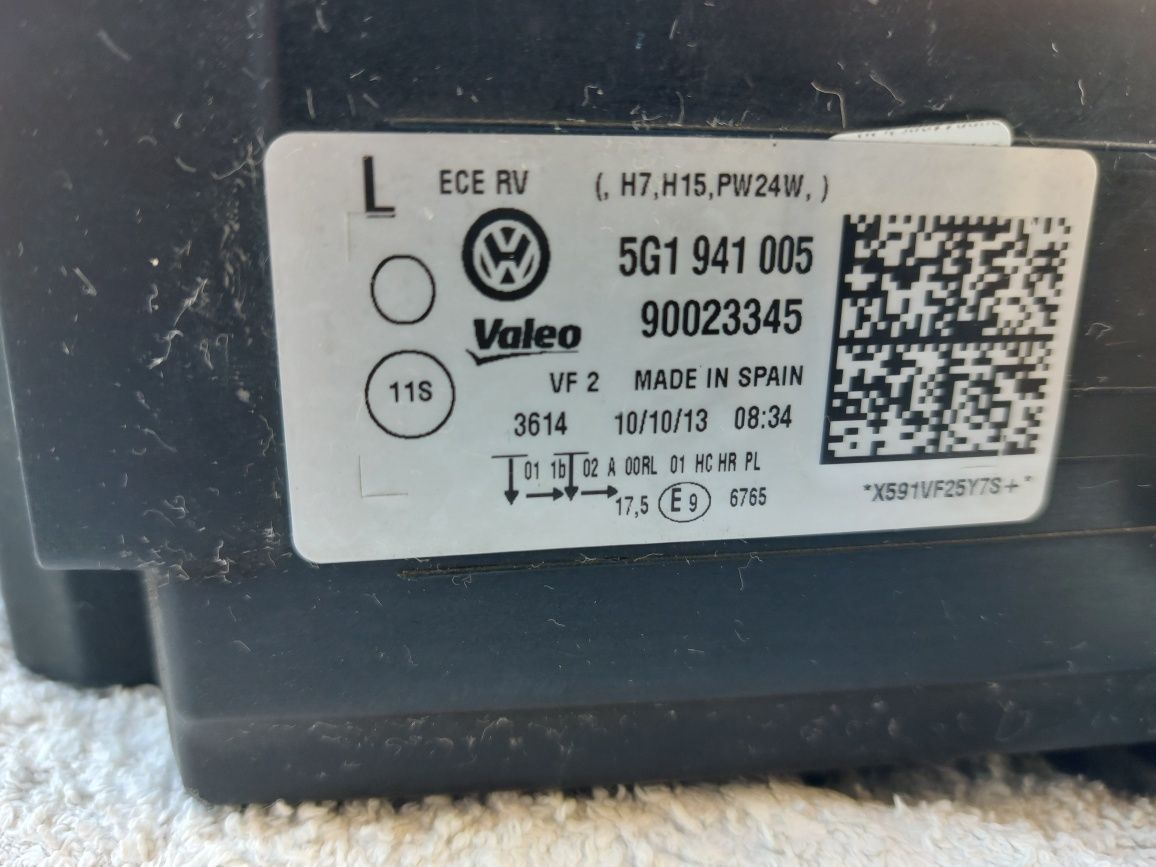 L ECE RV (, H7,H15,PW24W, )
5G1 941 005
90023345
Valeo
11S
VF 2 MADE IN SPAIN
3614 10/10/13 08:34
01 1b 02 A 00RL 01 HC HR PL
17,5 E 9 6765
*X591VF25Y7S+*